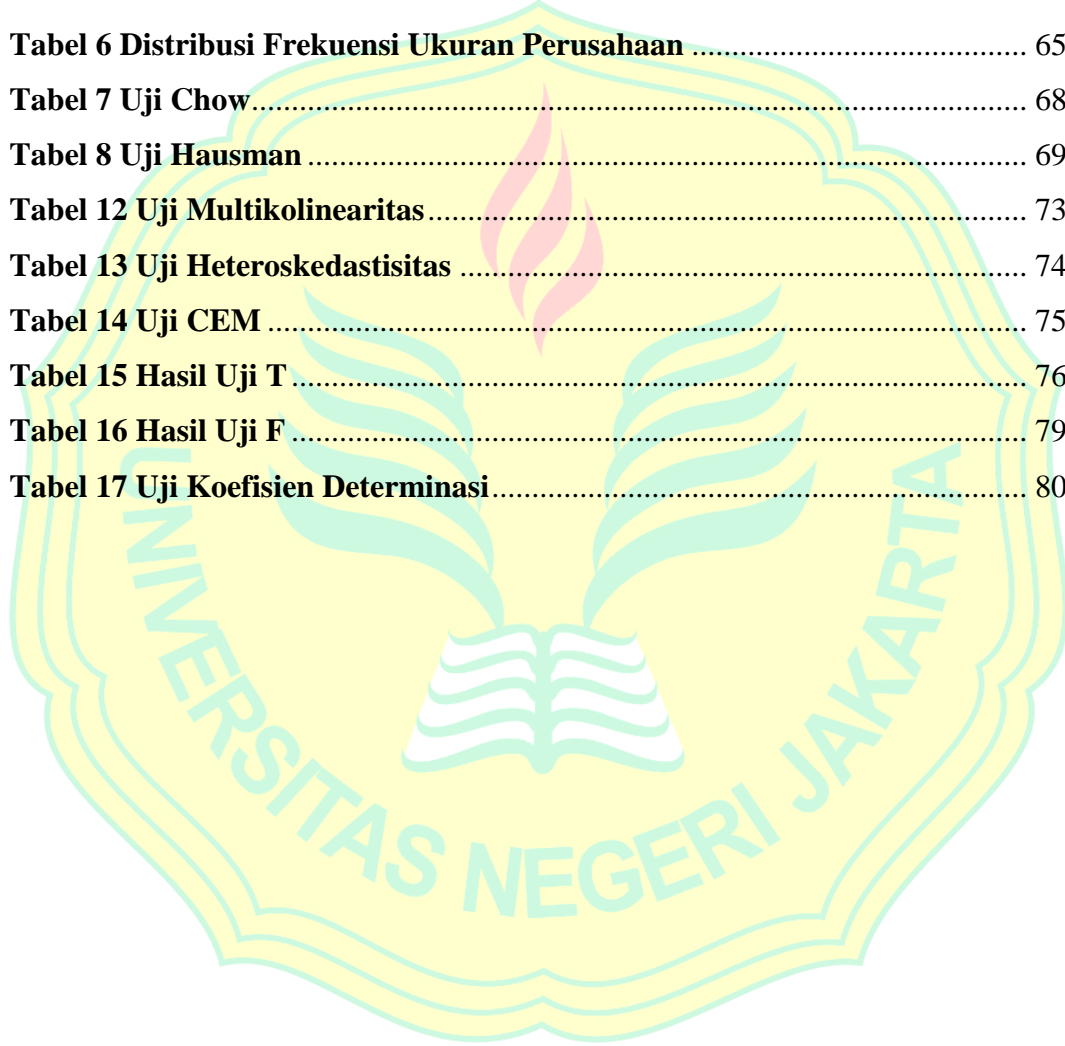 Tabel 6 Distribusi Frekuensi Ukuran Perusahaan .......................................... 65
Tabel 7 Uji Chow.......................................................................................... 68
Tabel 8 Uji Hausman .................................................................................... 69
Tabel 12 Uji Multikolinearitas...................................................................... 73
Tabel 13 Uji Heteroskedastisitas .................................................................. 74
Tabel 14 Uji CEM ........................................................................................ 75
Tabel 15 Hasil Uji T...................................................................................... 76
Tabel 16 Hasil Uji F ..................................................................................... 79
Tabel 17 Uji Koefisien Determinasi.............................................................. 80
UNIVERSITAS NEGERI JAKARTA